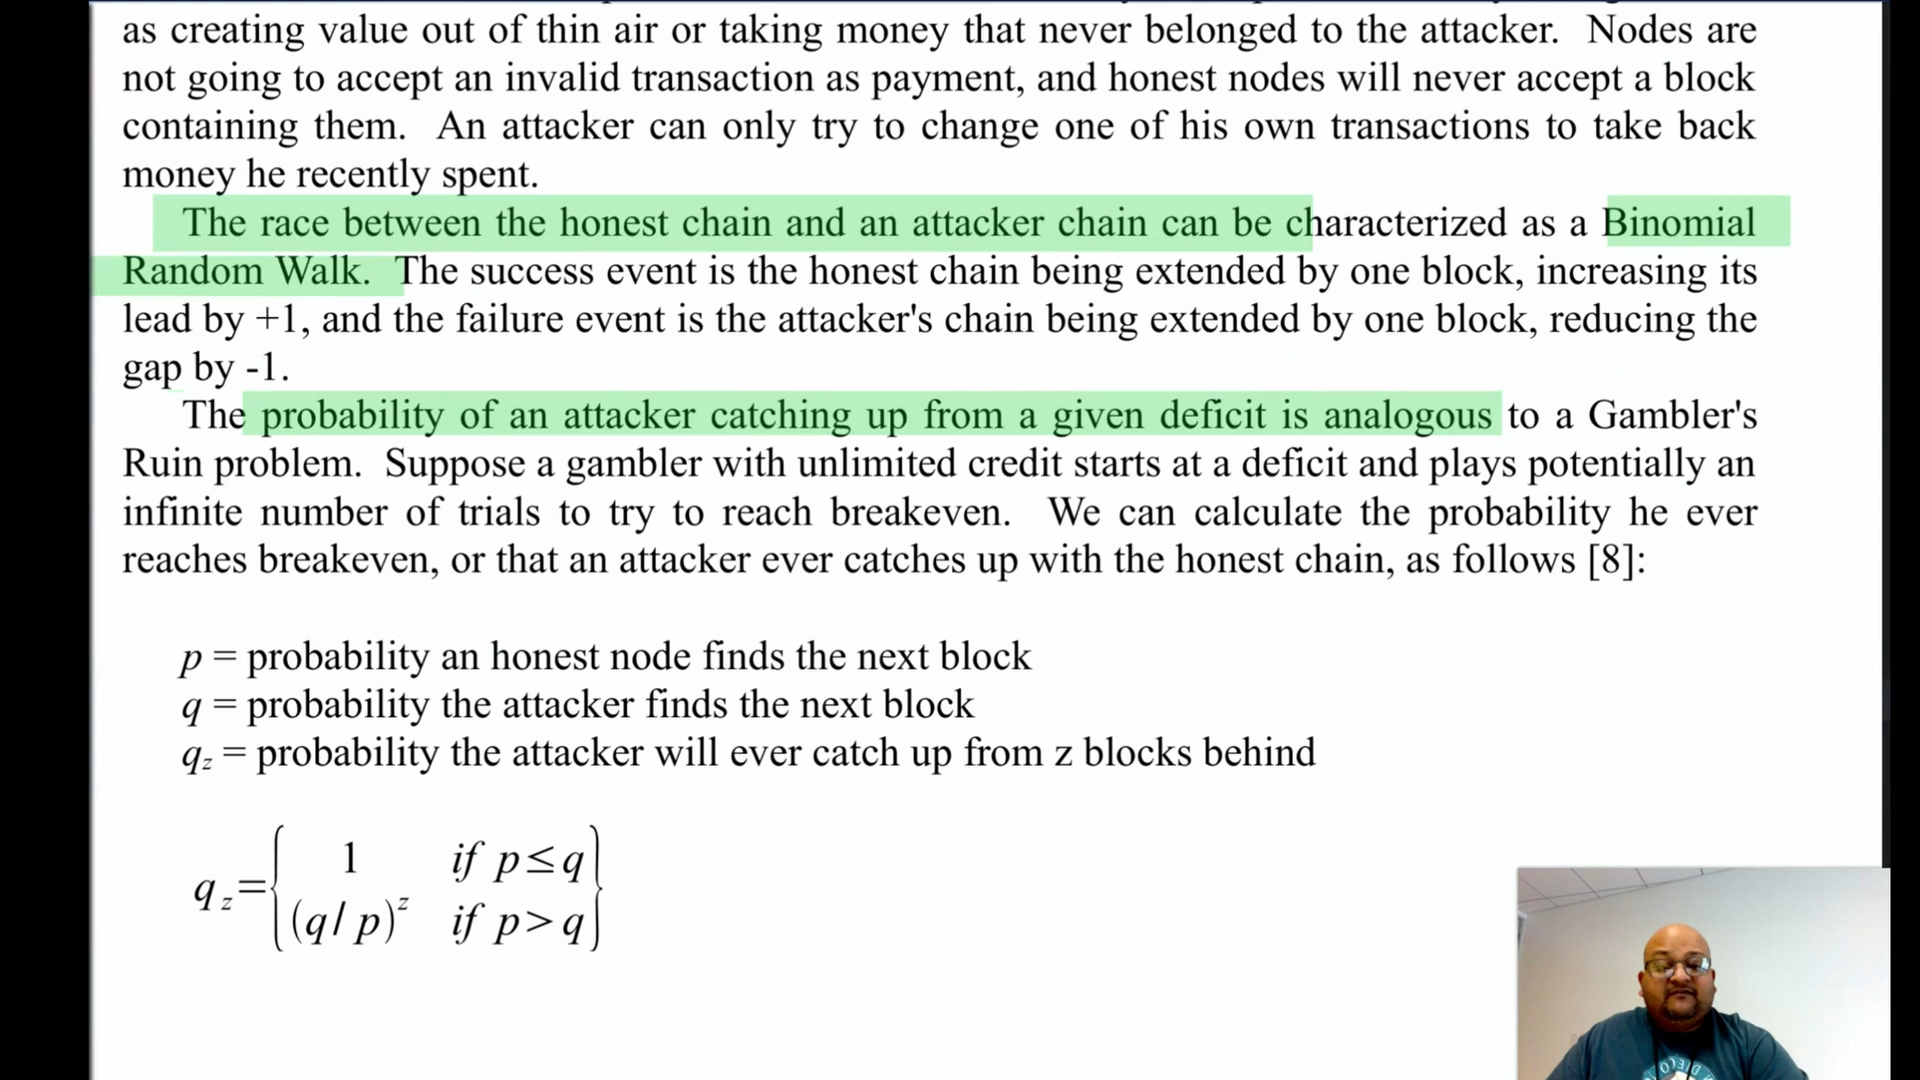 as creating value out of thin air or taking money that never belonged to the attacker. Nodes are
not going to accept an invalid transaction as payment, and honest nodes will never accept a block
containing them. An attacker can only try to change one of his own transactions to take back
money he recently spent.
The race between the honest chain and an attacker chain can be characterized as a Binomial
Random Walk. The success event is the honest chain being extended by one block, increasing its
lead by +1, and the failure event is the attacker's chain being extended by one block, reducing the
gap by -1.
The probability of an attacker catching up from a given deficit is analogous to a Gambler's
Ruin problem. Suppose a gambler with unlimited credit starts at a deficit and plays potentially an
infinite number of trials to try to reach breakeven. We can calculate the probability he ever
reaches breakeven, or that an attacker ever catches up with the honest chain, as follows [8]:
p = probability an honest node finds the next block
q = probability the attacker finds the next block
q_z = probability the attacker will ever catch up from z blocks behind
q_z = { 1 if p ≤ q
(q/p)^z if p > q }